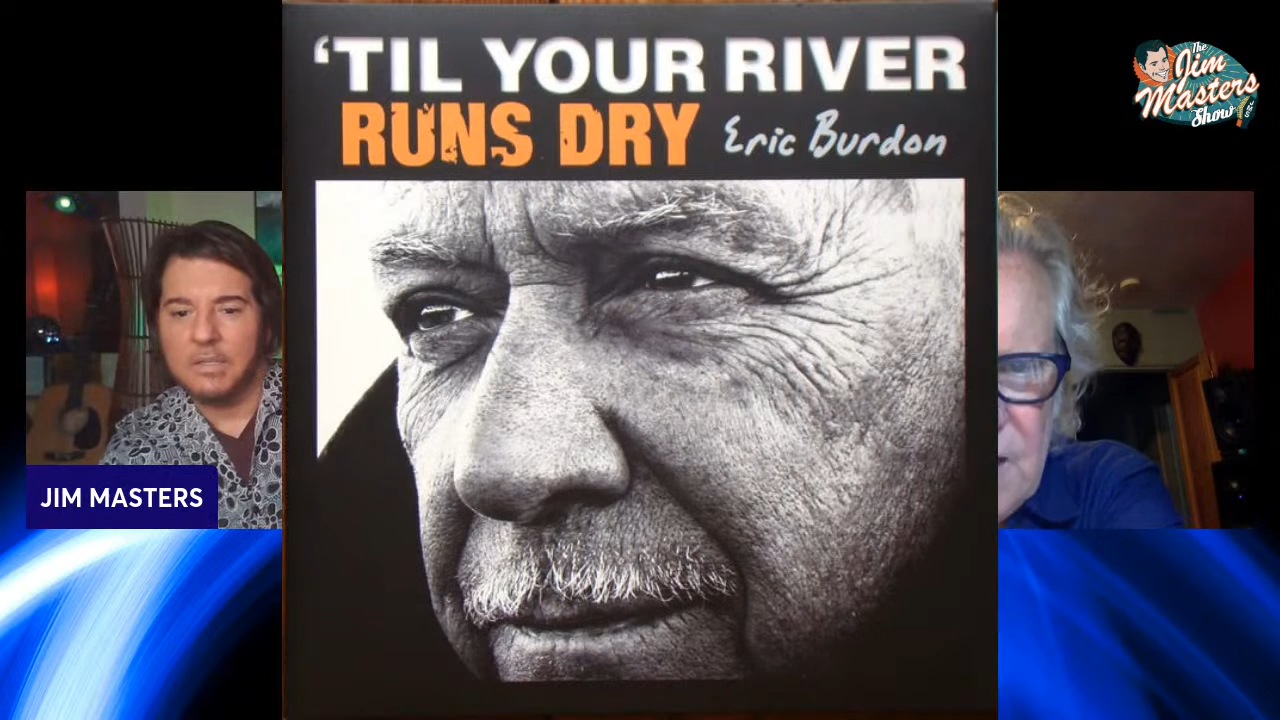 ‘TIL YOUR RIVER
RUNS DRY
Eric Burdon
The
Jim
Masters
Show
JIM MASTERS